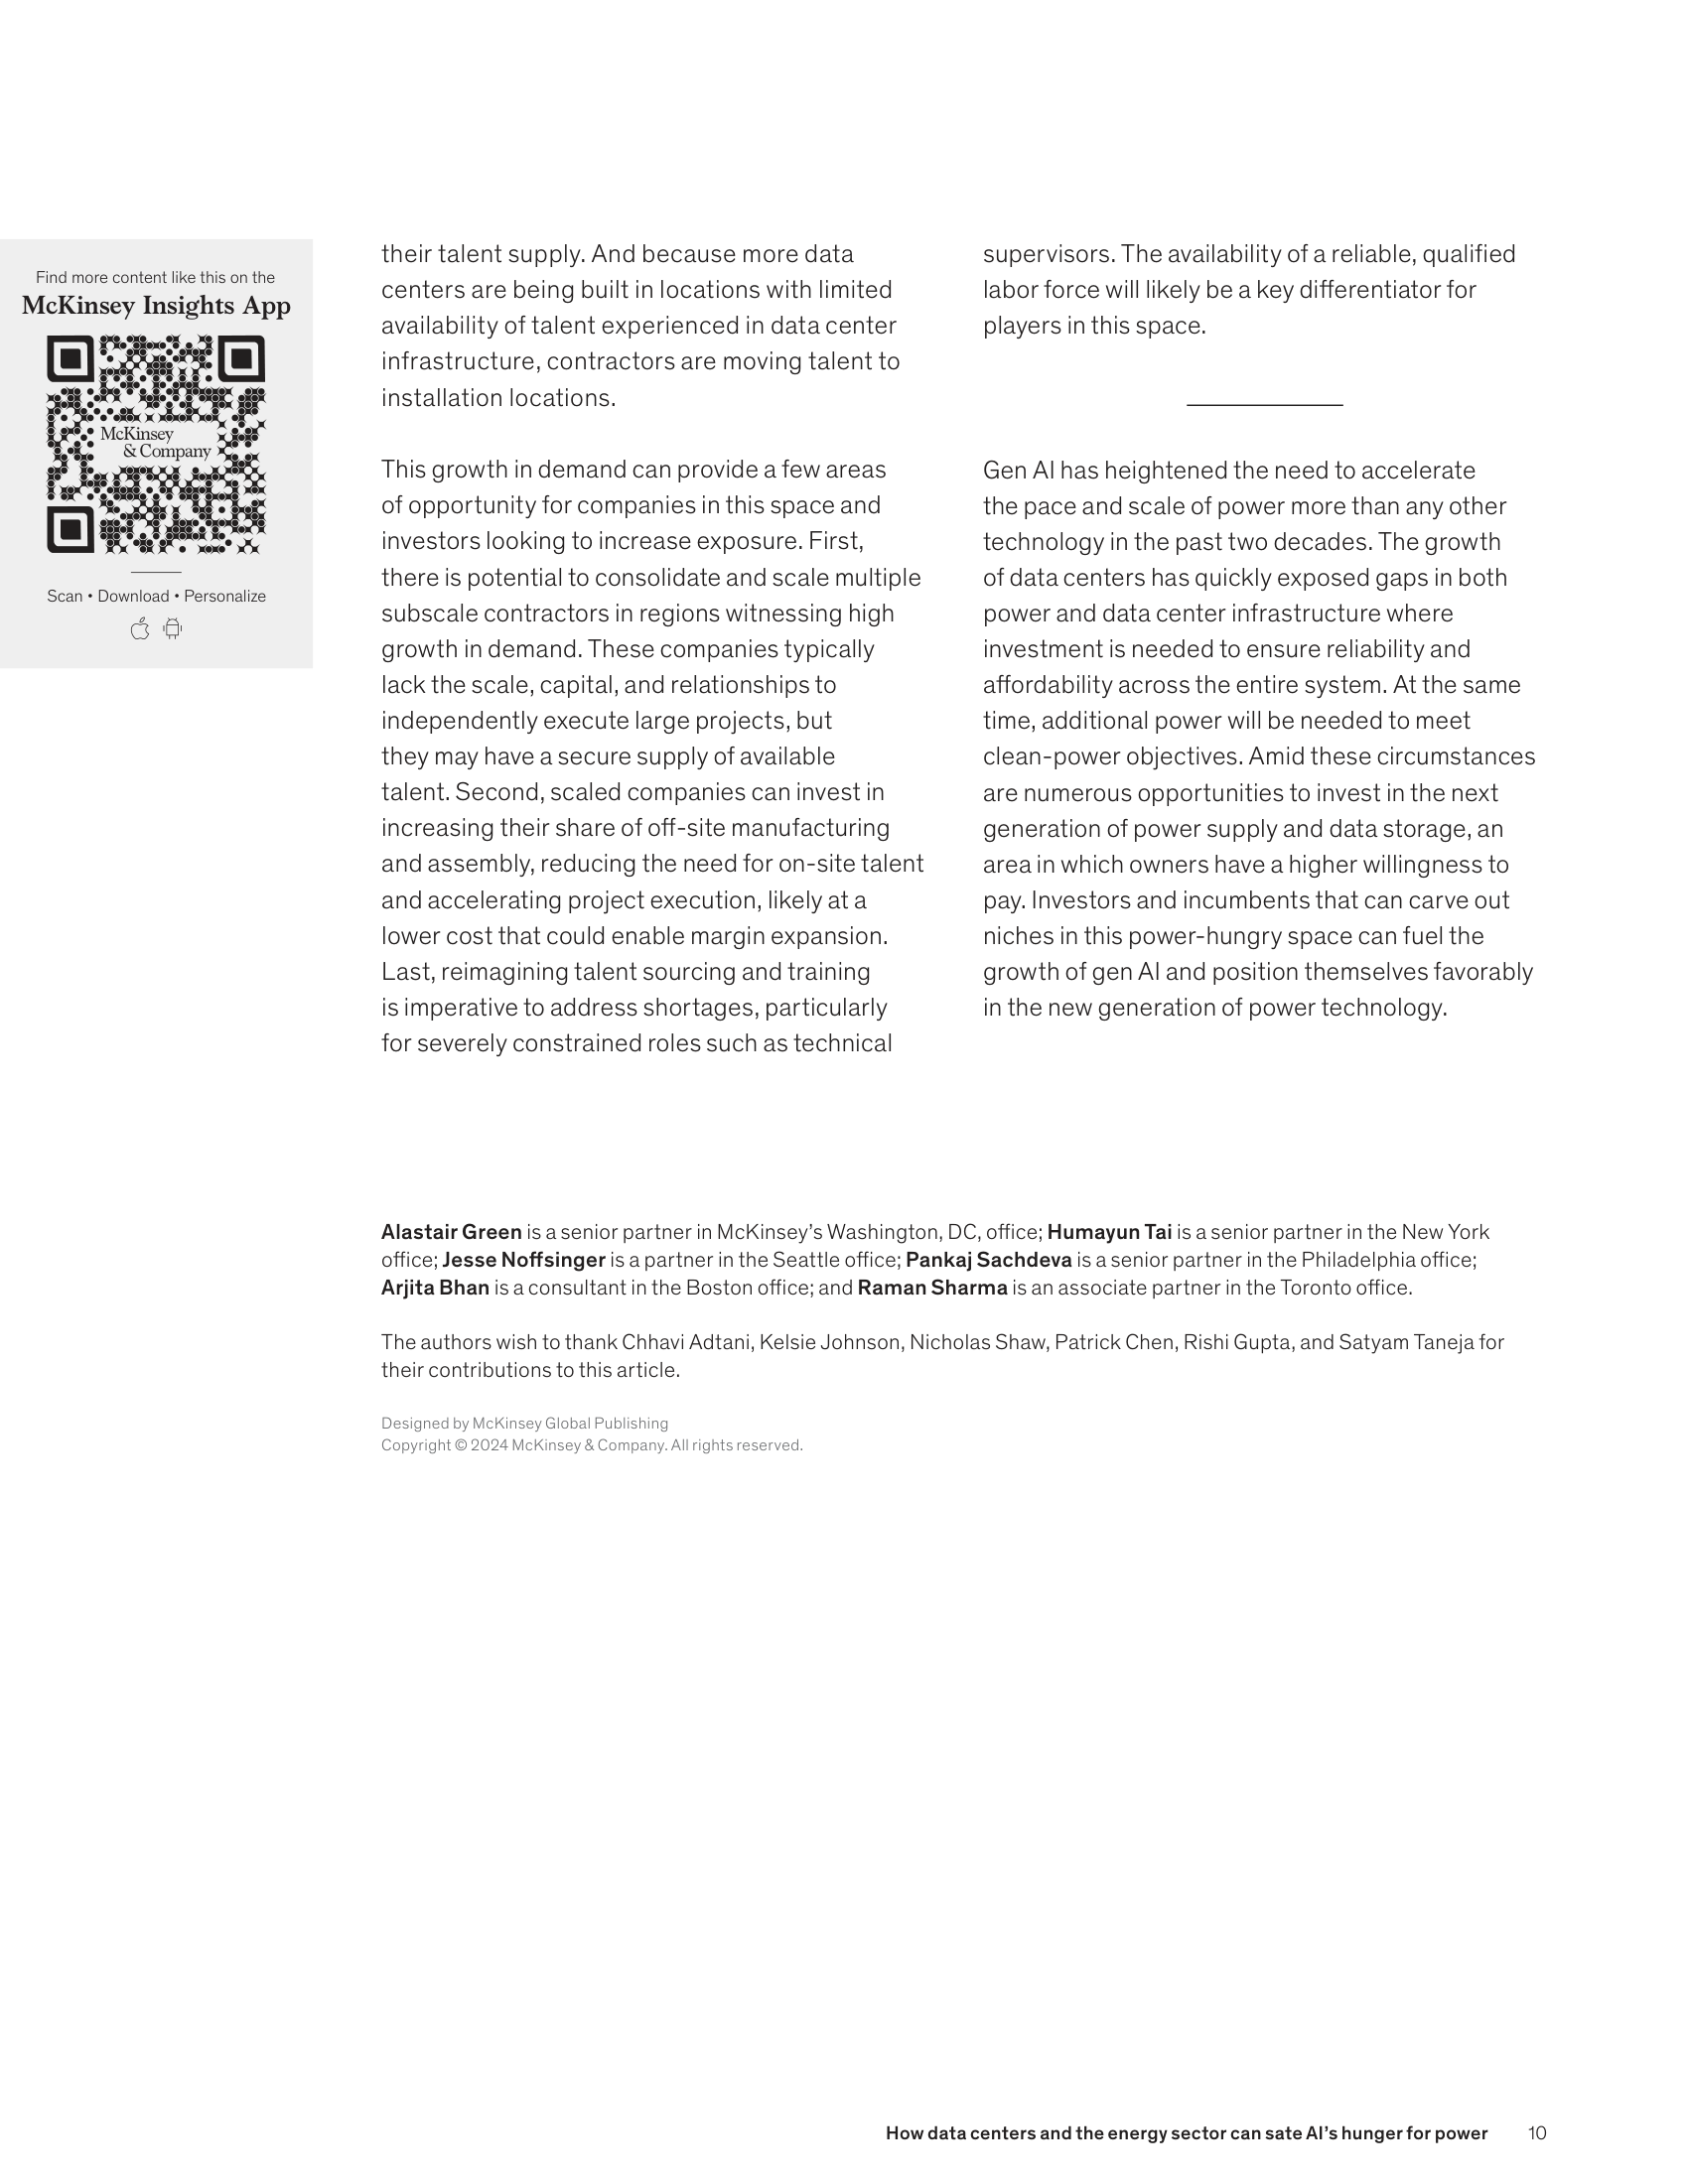 Find more content like this on the
McKinsey Insights App
McKinsey
& Company
Scan • Download • Personalize
their talent supply. And because more data
centers are being built in locations with limited
availability of talent experienced in data center
infrastructure, contractors are moving talent to
installation locations.
This growth in demand can provide a few areas
of opportunity for companies in this space and
investors looking to increase exposure. First,
there is potential to consolidate and scale multiple
subscale contractors in regions witnessing high
growth in demand. These companies typically
lack the scale, capital, and relationships to
independently execute large projects, but
they may have a secure supply of available
talent. Second, scaled companies can invest in
increasing their share of off-site manufacturing
and assembly, reducing the need for on-site talent
and accelerating project execution, likely at a
lower cost that could enable margin expansion.
Last, reimagining talent sourcing and training
is imperative to address shortages, particularly
for severely constrained roles such as technical
supervisors. The availability of a reliable, qualified
labor force will likely be a key differentiator for
players in this space.
Gen AI has heightened the need to accelerate
the pace and scale of power more than any other
technology in the past two decades. The growth
of data centers has quickly exposed gaps in both
power and data center infrastructure where
investment is needed to ensure reliability and
affordability across the entire system. At the same
time, additional power will be needed to meet
clean-power objectives. Amid these circumstances
are numerous opportunities to invest in the next
generation of power supply and data storage, an
area in which owners have a higher willingness to
pay. Investors and incumbents that can carve out
niches in this power-hungry space can fuel the
growth of gen AI and position themselves favorably
in the new generation of power technology.
Alastair Green is a senior partner in McKinsey’s Washington, DC, office; Humayun Tai is a senior partner in the New York
office; Jesse Noffsinger is a partner in the Seattle office; Pankaj Sachdeva is a senior partner in the Philadelphia office;
Arjita Bhan is a consultant in the Boston office; and Raman Sharma is an associate partner in the Toronto office.
The authors wish to thank Chhavi Adtani, Kelsie Johnson, Nicholas Shaw, Patrick Chen, Rishi Gupta, and Satyam Taneja for
their contributions to this article.
Designed by McKinsey Global Publishing
Copyright © 2024 McKinsey & Company. All rights reserved.
How data centers and the energy sector can sate AI’s hunger for power 10